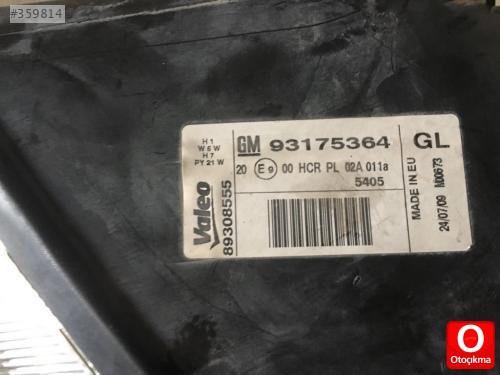 #359814
H1
W5W
H7
PY21W
GM 93175364 GL
20 E9 00 HCR PL 02A 011a
5405
Valeo
89308555
MADE IN EU
24/07/09 M00673
O
Otoçıkma